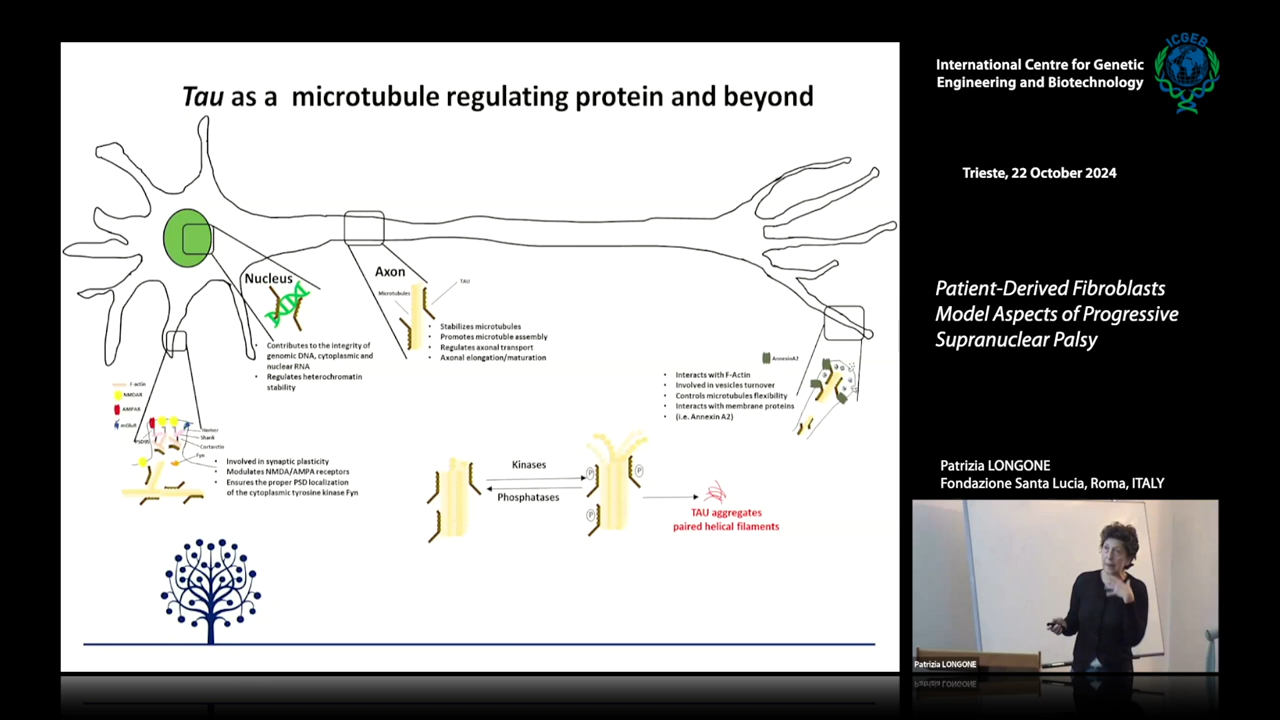 Tau as a microtubule regulating protein and beyond
Nucleus
Contributes to the integrity of
genomic DNA, cytoplasmic and
nuclear RNA
Regulates heterochromatin
stability
Axon
Microtubules
TAU
Stabilizes microtubules
Promotes microtuble assembly
Regulates axonal transport
Axonal elongation/maturation
AnnexinA2
Interacts with F-Actin
Involved in vesicles turnover
Controls microtubules flexibility
Interacts with membrane proteins
(i.e. Annexin A2)
F-actin
NMDAR
AMPAR
mGluR
PSD95
Homer
Shank
Cortactin
Fyn
Involved in synaptic plasticity
Modulates NMDA/AMPA receptors
Ensures the proper PSD localization
of the cytoplasmic tyrosine kinase Fyn
Kinases
Phosphatases
P
P
P
TAU aggregates
paired helical filaments
International Centre for Genetic
Engineering and Biotechnology
ICGEB
Trieste, 22 October 2024
Patient-Derived Fibroblasts
Model Aspects of Progressive
Supranuclear Palsy
Patrizia LONGONE
Fondazione Santa Lucia, Roma, ITALY
Patrizia LONGONE